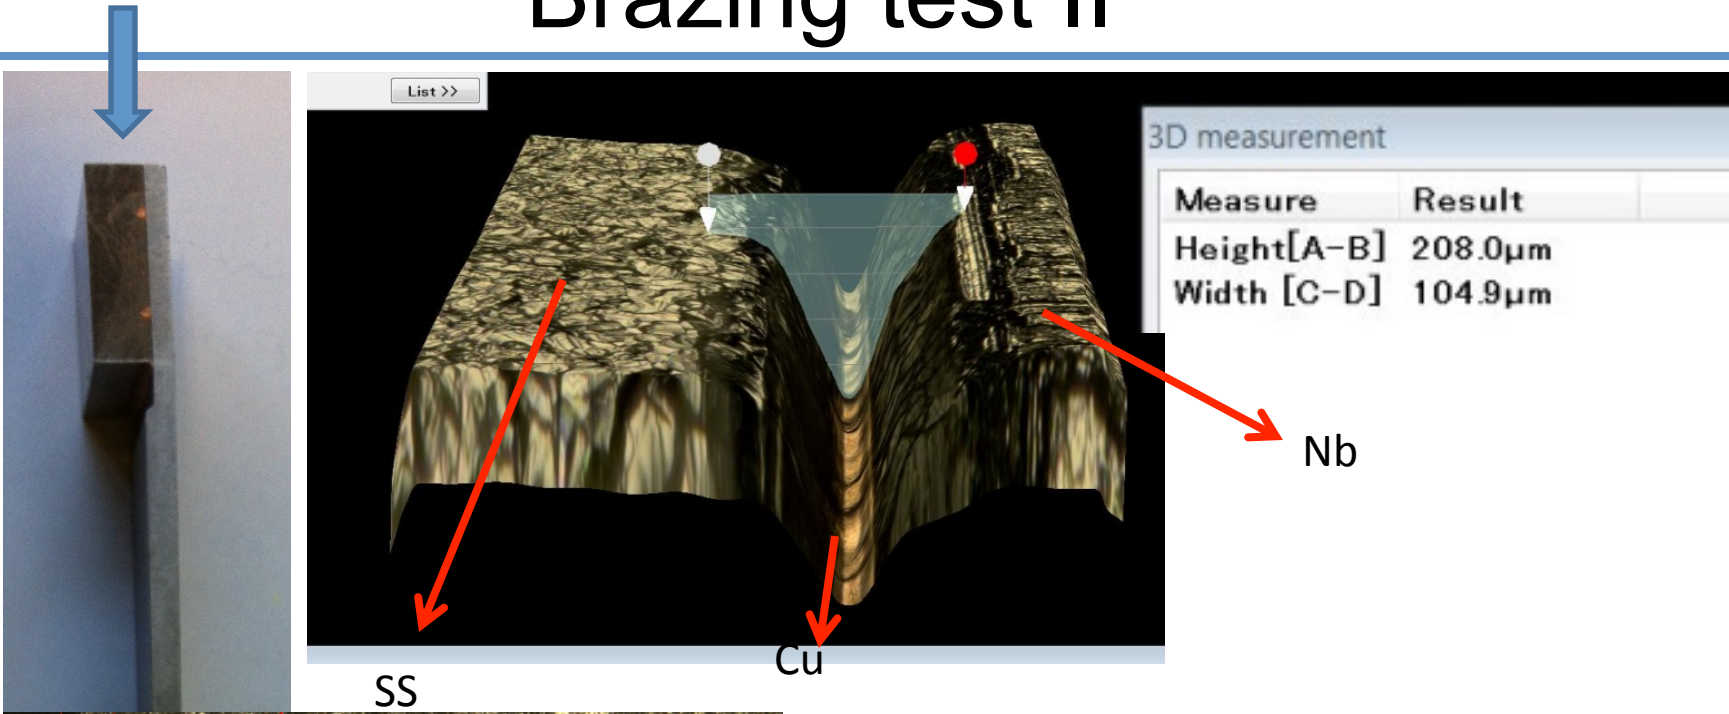 Brazing test II
List >>
3D measurement
Measure Result
Height[A-B] 208.0µm
Width [C-D] 104.9µm
Nb
Cu
SS